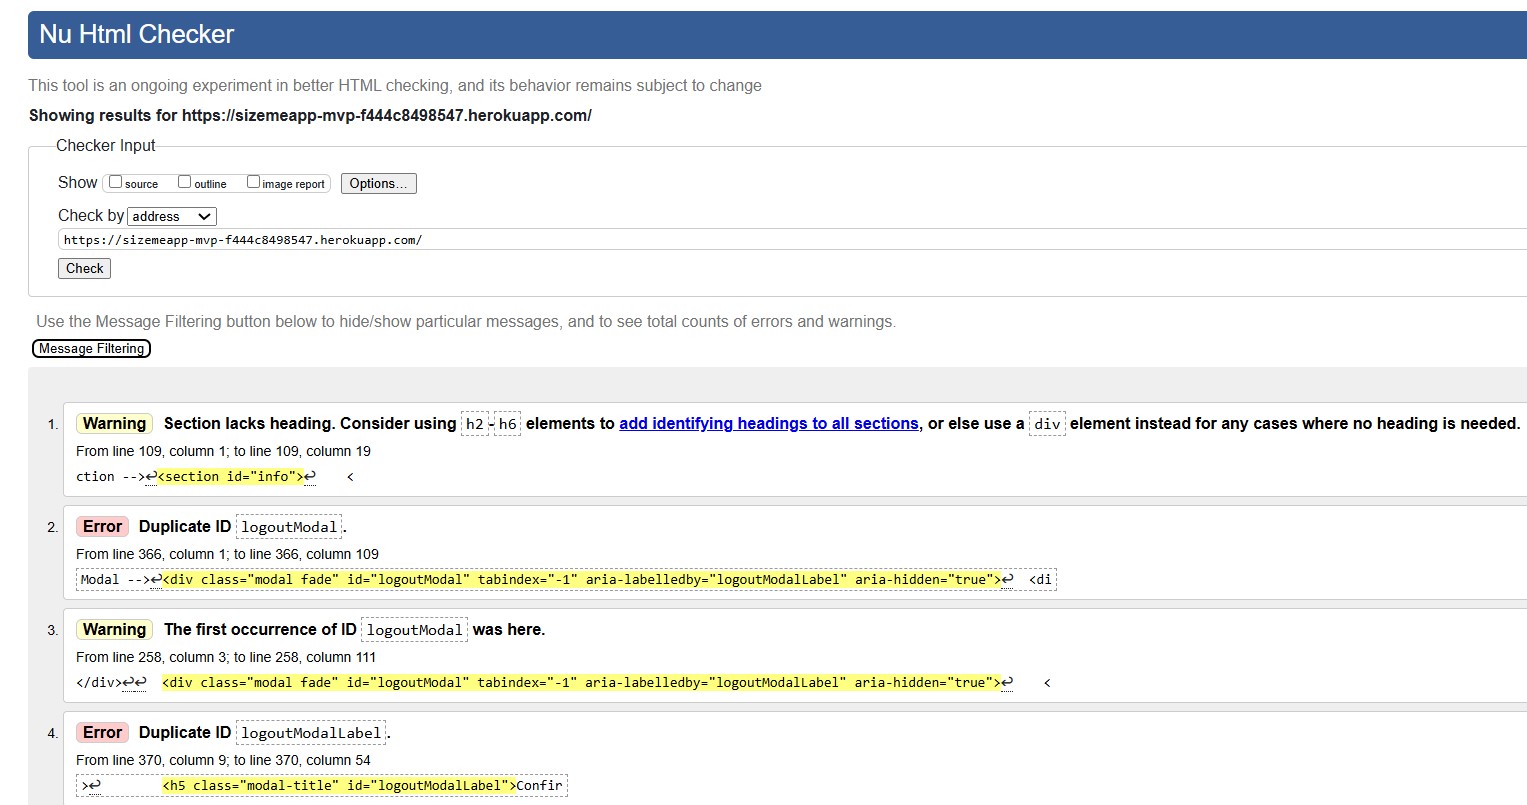 Nu Html Checker
This tool is an ongoing experiment in better HTML checking, and its behavior remains subject to change
Showing results for https://sizemeapp-mvp-f444c8498547.herokuapp.com/
Checker Input
Show source outline image report Options...
Check by address
https://sizemeapp-mvp-f444c8498547.herokuapp.com/
Check
Use the Message Filtering button below to hide/show particular messages, and to see total counts of errors and warnings.
Message Filtering
1. Warning Section lacks heading. Consider using h2-h6 elements to add identifying headings to all sections, or else use a div element instead for any cases where no heading is needed.
From line 109, column 1; to line 109, column 19
ction -->↩<section id="info">↩ <
2. Error Duplicate ID logoutModal.
From line 366, column 1; to line 366, column 109
Modal -->↩<div class="modal fade" id="logoutModal" tabindex="-1" aria-labelledby="logoutModalLabel" aria-hidden="true">↩ <di
3. Warning The first occurrence of ID logoutModal was here.
From line 258, column 3; to line 258, column 111
</div>↩↩ <div class="modal fade" id="logoutModal" tabindex="-1" aria-labelledby="logoutModalLabel" aria-hidden="true">↩ <
4. Error Duplicate ID logoutModalLabel.
From line 370, column 9; to line 370, column 54
>↩ <h5 class="modal-title" id="logoutModalLabel">Confir